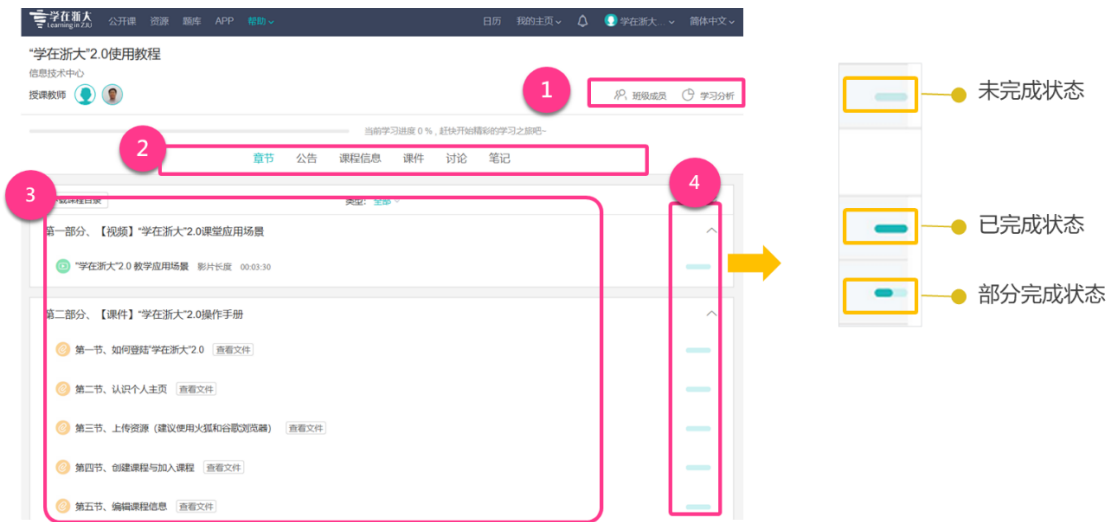 学在浙大
Learning in ZJU
公开课 资源 题库 APP 帮助 日历 我的主页 学在浙大... 简体中文
“学在浙大”2.0使用教程
信息技术中心
授课教师
1
班级成员 学习分析
当前学习进度 0 % , 赶快开始精彩的学习之旅吧~
2
章节 公告 课程信息 课件 讨论 笔记
3
4
下载课程目录 类型: 全部
第一部分、【视频】“学在浙大”2.0课堂应用场景
“学在浙大”2.0 教学应用场景 影片长度 00:03:30
第二部分、【课件】“学在浙大”2.0操作手册
第一节、如何登陆“学在浙大”2.0 查看文件
第二节、认识个人主页 查看文件
第三节、上传资源（建议使用火狐和谷歌浏览器） 查看文件
第四节、创建课程与加入课程 查看文件
第五节、编辑课程信息 查看文件
未完成状态
已完成状态
部分完成状态